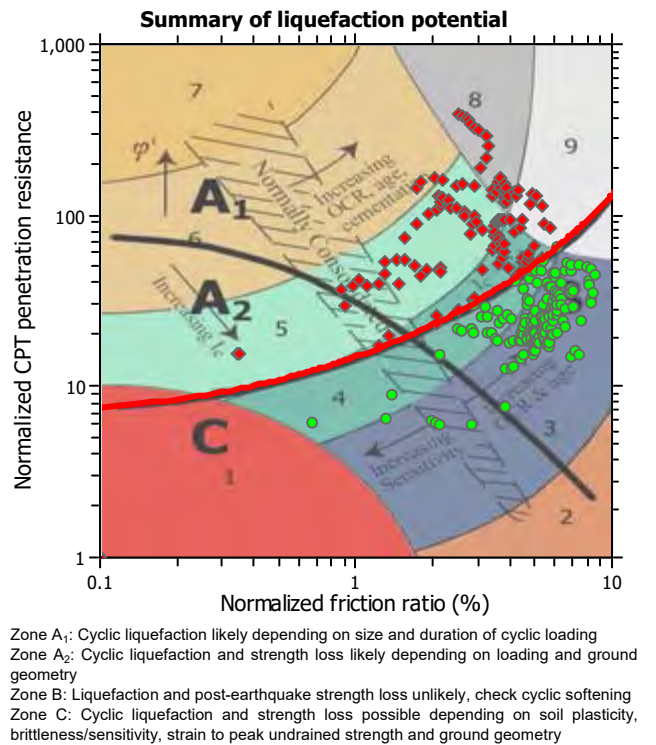 Summary of liquefaction potential
1,000
7
8
9
φ'
Increasing
OCR, age,
cementati
A1
Normally Conso
100
6
A2
Increasing Ic
5
10
4
C
1
3
Increasing
Sensitivity
Increasing
OCR & age
2
1
0.1
1
10
Normalized CPT penetration resistance
Normalized friction ratio (%)
Zone A1: Cyclic liquefaction likely depending on size and duration of cyclic loading
Zone A2: Cyclic liquefaction and strength loss likely depending on loading and ground
geometry
Zone B: Liquefaction and post-earthquake strength loss unlikely, check cyclic softening
Zone C: Cyclic liquefaction and strength loss possible depending on soil plasticity,
brittleness/sensitivity, strain to peak undrained strength and ground geometry